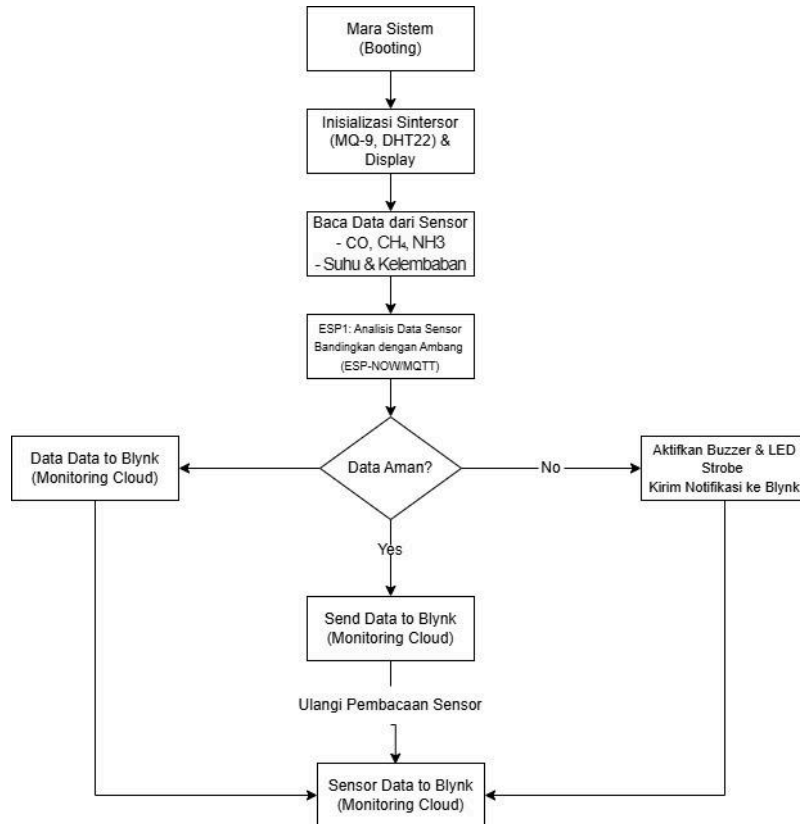 Mara Sistem
(Booting)
Inisializasi Sintersor
(MQ-9, DHT22) &
Display
Baca Data dari Sensor
- CO, CH₄, NH3
- Suhu & Kelembaban
ESP1: Analisis Data Sensor
Bandingkan dengan Ambang
(ESP-NOW/MQTT)
Data Aman?
Data Data to Blynk
(Monitoring Cloud)
No
Aktifkan Buzzer & LED
Strobe
Kirim Notifikasi ke Blynk
Yes
Send Data to Blynk
(Monitoring Cloud)
Ulangi Pembacaan Sensor
Sensor Data to Blynk
(Monitoring Cloud)